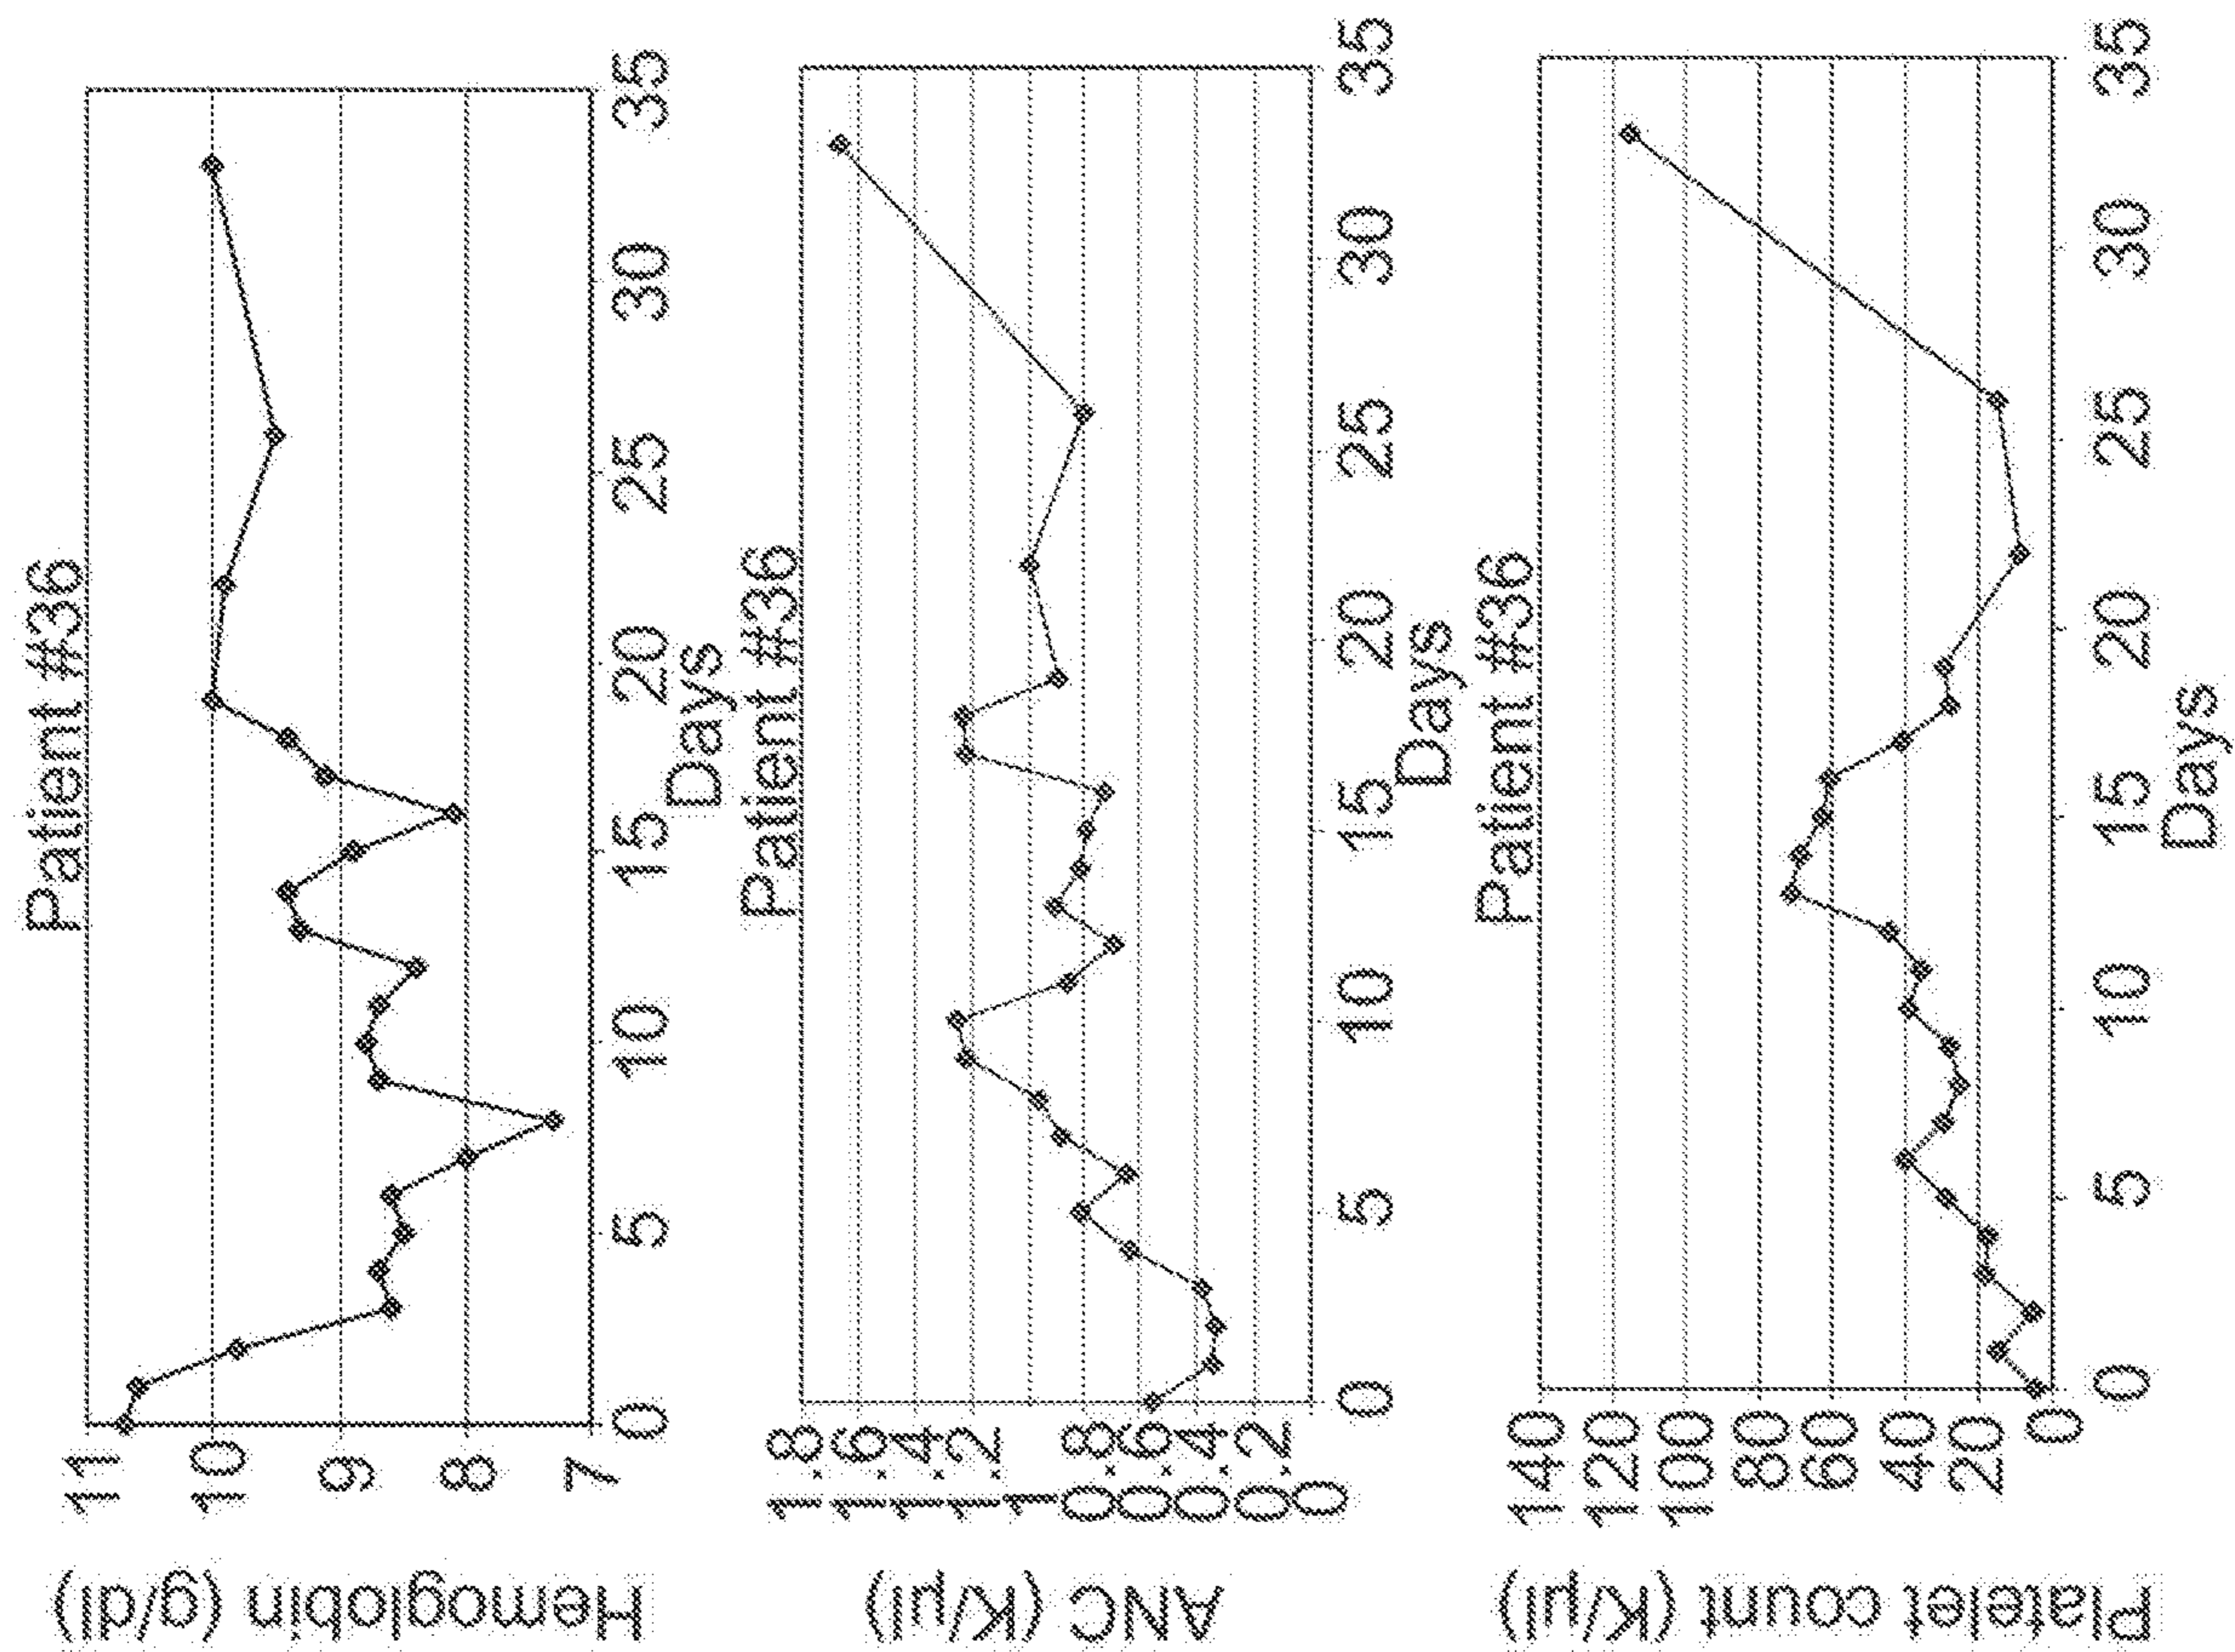 Patient #36
Hemoglobin (g/dl)
11
10
9
8
7
0 5 10 15 20 25 30 35
Days
Patient #36
ANC (K/μl)
1.8
1.6
1.4
1.2
1
0.8
0.6
0.4
0.2
0
0 5 10 15 20 25 30 35
Days
Patient #36
Platelet count (K/μl)
140
120
100
80
60
40
20
0
0 5 10 15 20 25 30 35
Days